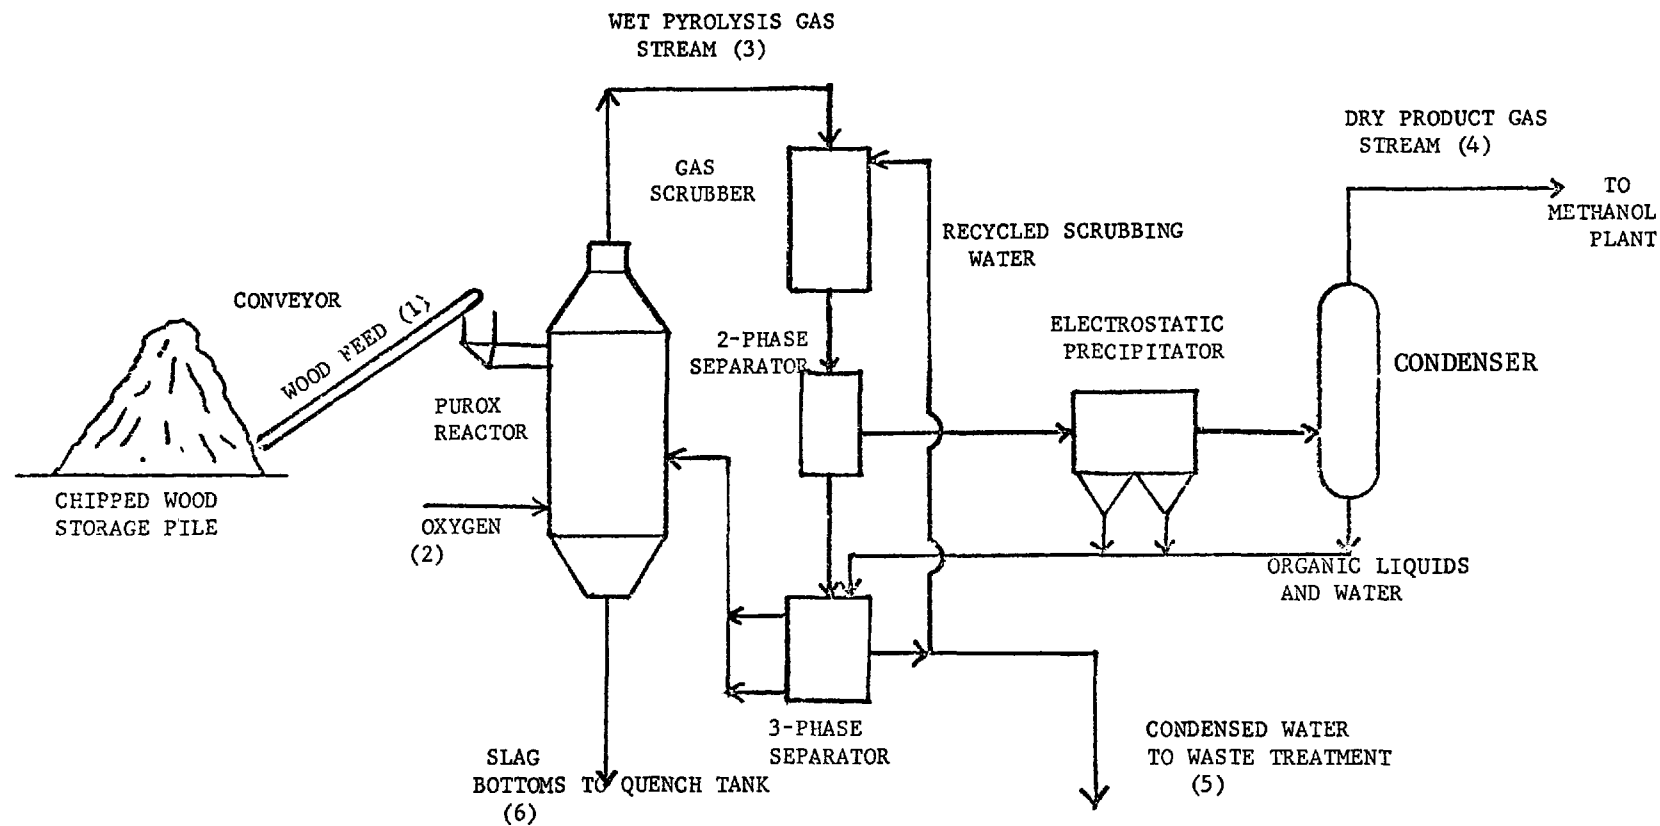 WET PYROLYSIS GAS
STREAM (3)
DRY PRODUCT GAS
STREAM (4)
GAS
SCRUBBER
TO
METHANOL
PLANT
RECYCLED SCRUBBING
WATER
CONVEYOR
WOOD FEED (1)
2-PHASE
SEPARATOR
ELECTROSTATIC
PRECIPITATOR
CONDENSER
PUROX
REACTOR
CHIPPED WOOD
STORAGE PILE
OXYGEN
(2)
ORGANIC LIQUIDS
AND WATER
3-PHASE
SEPARATOR
CONDENSED WATER
TO WASTE TREATMENT
(5)
SLAG
BOTTOMS TO QUENCH TANK
(6)